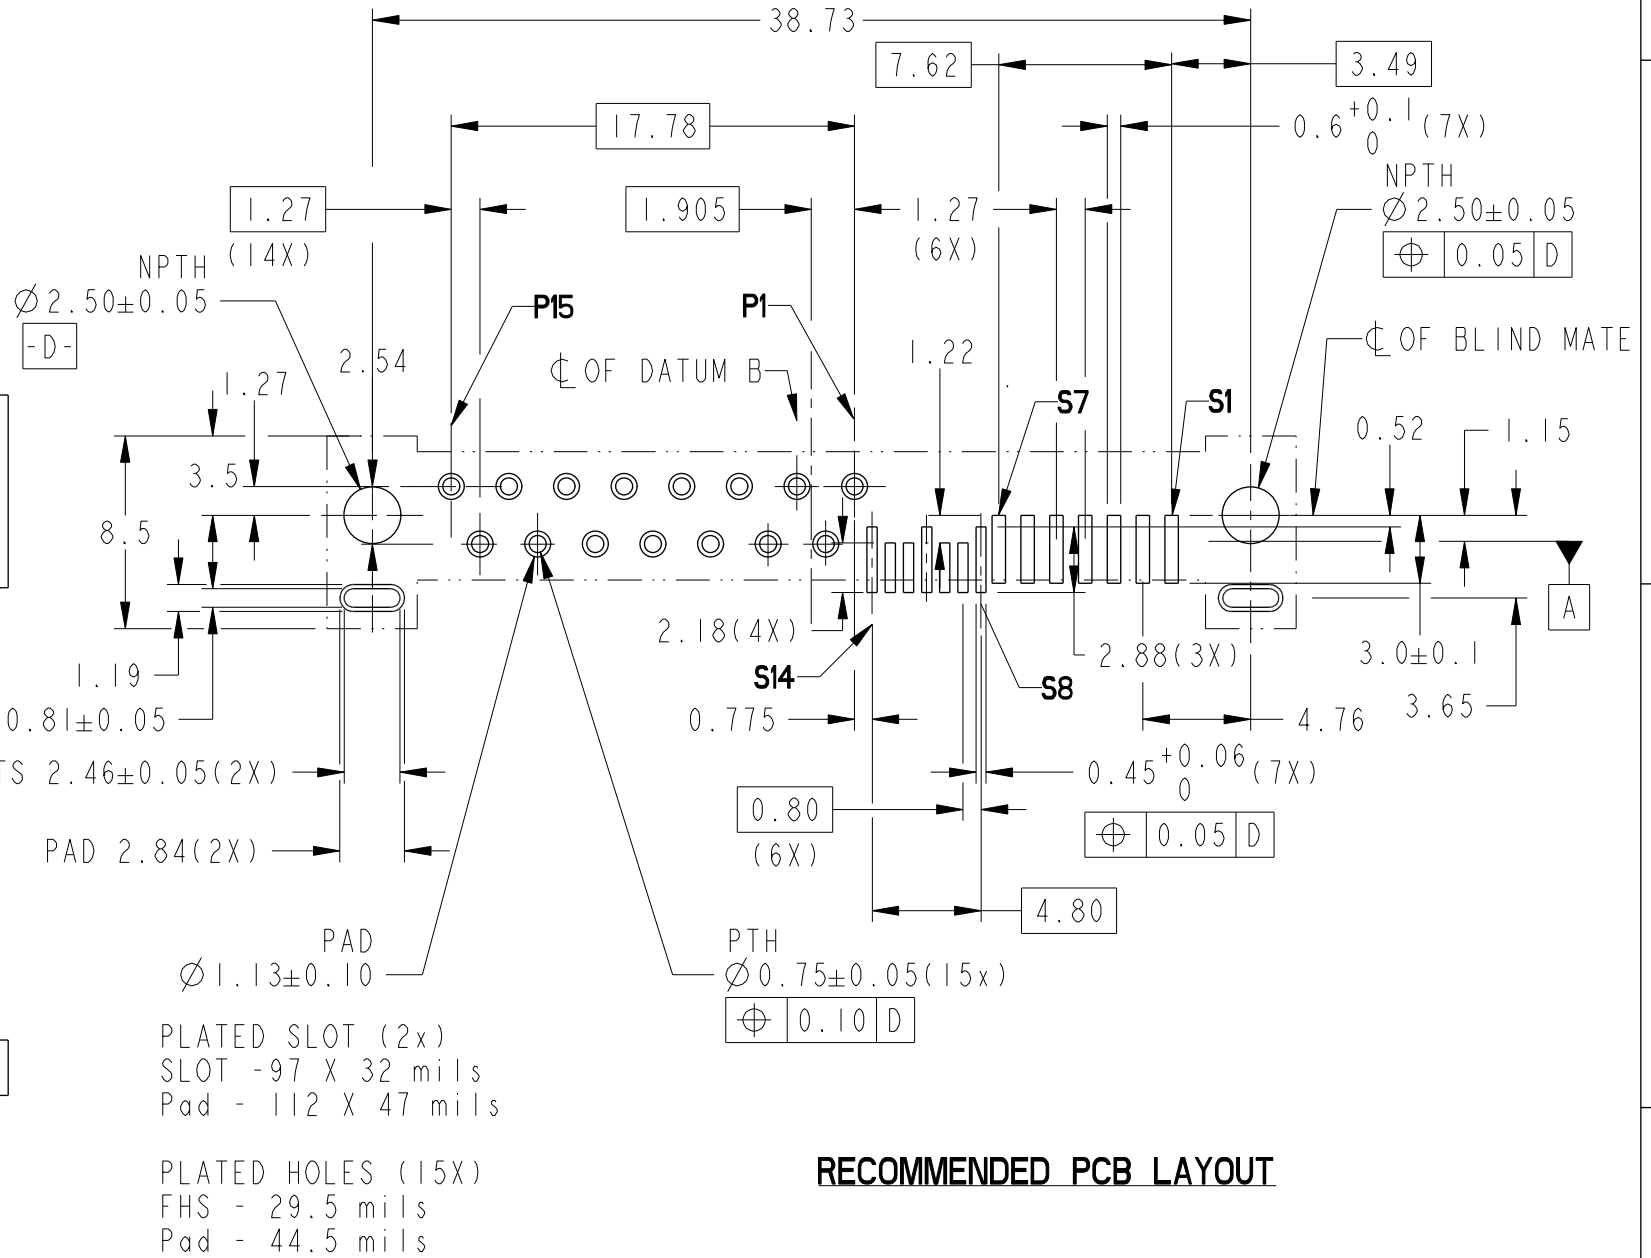 38.73
7.62
3.49
17.78
0.6 +0.1 (7X)
0
NPTH
1.27
1.905
1.27
Ø2.50±0.05
(14X)
(6X)
⌖ 0.05 D
NPTH
Ø2.50±0.05
P15
P1
-D-
℄ OF BLIND MATE
2.54
1.22
℄ OF DATUM B
1.27
S7
S1
0.52
1.15
3.5
8.5
A
2.18(4X)
2.88(3X)
3.0±0.1
1.19
S14
S8
3.65
0.81±0.05
0.775
4.76
TS 2.46±0.05(2X)
0.45 +0.06 (7X)
0
0.80
(6X)
⌖ 0.05 D
PAD 2.84(2X)
4.80
PAD
Ø1.13±0.10
PTH
Ø0.75±0.05(15x)
⌖ 0.10 D
PLATED SLOT (2x)
SLOT -97 X 32 mils
Pad - 112 X 47 mils
PLATED HOLES (15X)
FHS - 29.5 mils
Pad - 44.5 mils
RECOMMENDED PCB LAYOUT